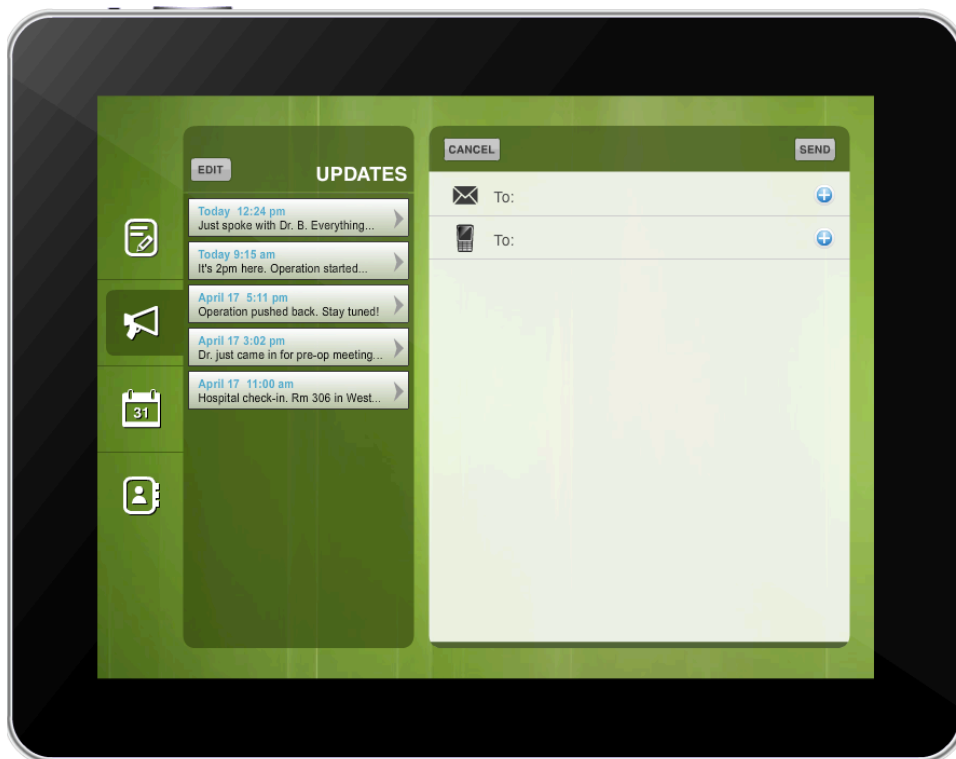 EDIT
UPDATES
Today  12:24 pm
Just spoke with Dr. B. Everything...
Today 9:15 am
It's 2pm here. Operation started...
April 17  5:11 pm
Operation pushed back. Stay tuned!
April 17 3:02 pm
Dr. just came in for pre-op meeting...
April 17  11:00 am
Hospital check-in. Rm 306 in West...
31
CANCEL
SEND
To:
To: